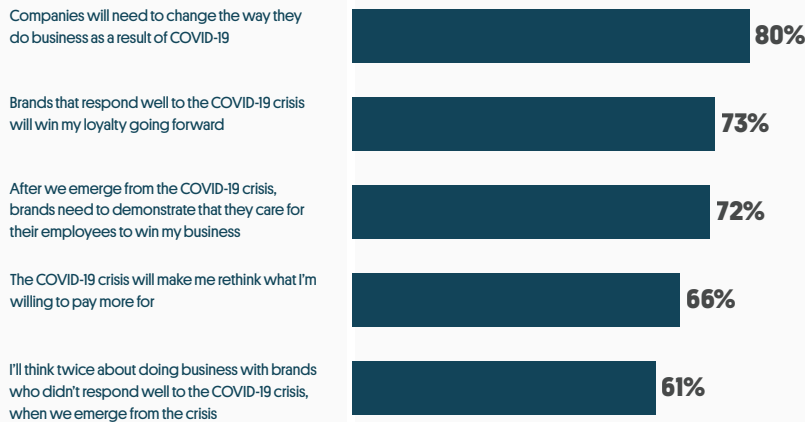 Companies will need to change the way they
do business as a result of COVID-19
80%
Brands that respond well to the COVID-19 crisis
will win my loyalty going forward
73%
After we emerge from the COVID-19 crisis,
brands need to demonstrate that they care for
their employees to win my business
72%
The COVID-19 crisis will make me rethink what I'm
willing to pay more for
66%
I'll think twice about doing business with brands
who didn't respond well to the COVID-19 crisis,
when we emerge from the crisis
61%